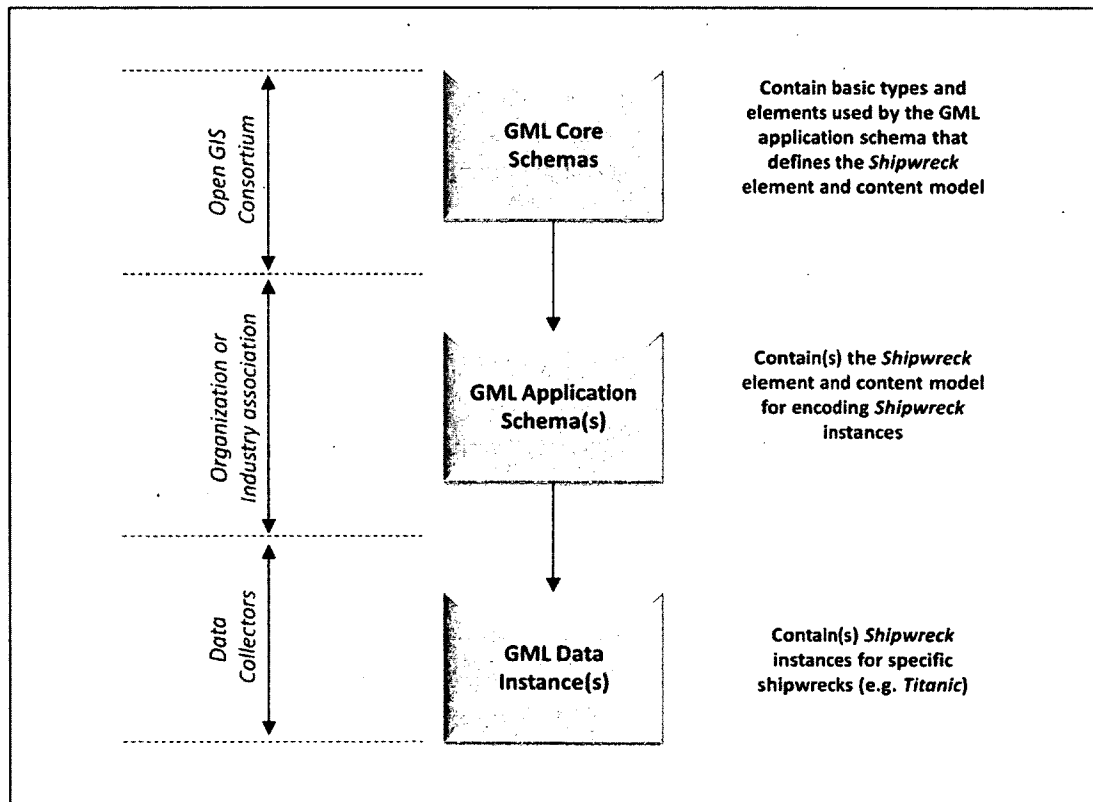 Open GIS
Consortium
GML Core
Schemas
Contain basic types and
elements used by the GML
application schema that
defines the Shipwreck
element and content model
Organization or
Industry association
GML Application
Schema(s)
Contain(s) the Shipwreck
element and content model
for encoding Shipwreck
instances
Data
Collectors
GML Data
Instance(s)
Contain(s) Shipwreck
instances for specific
shipwrecks (e.g. Titanic)